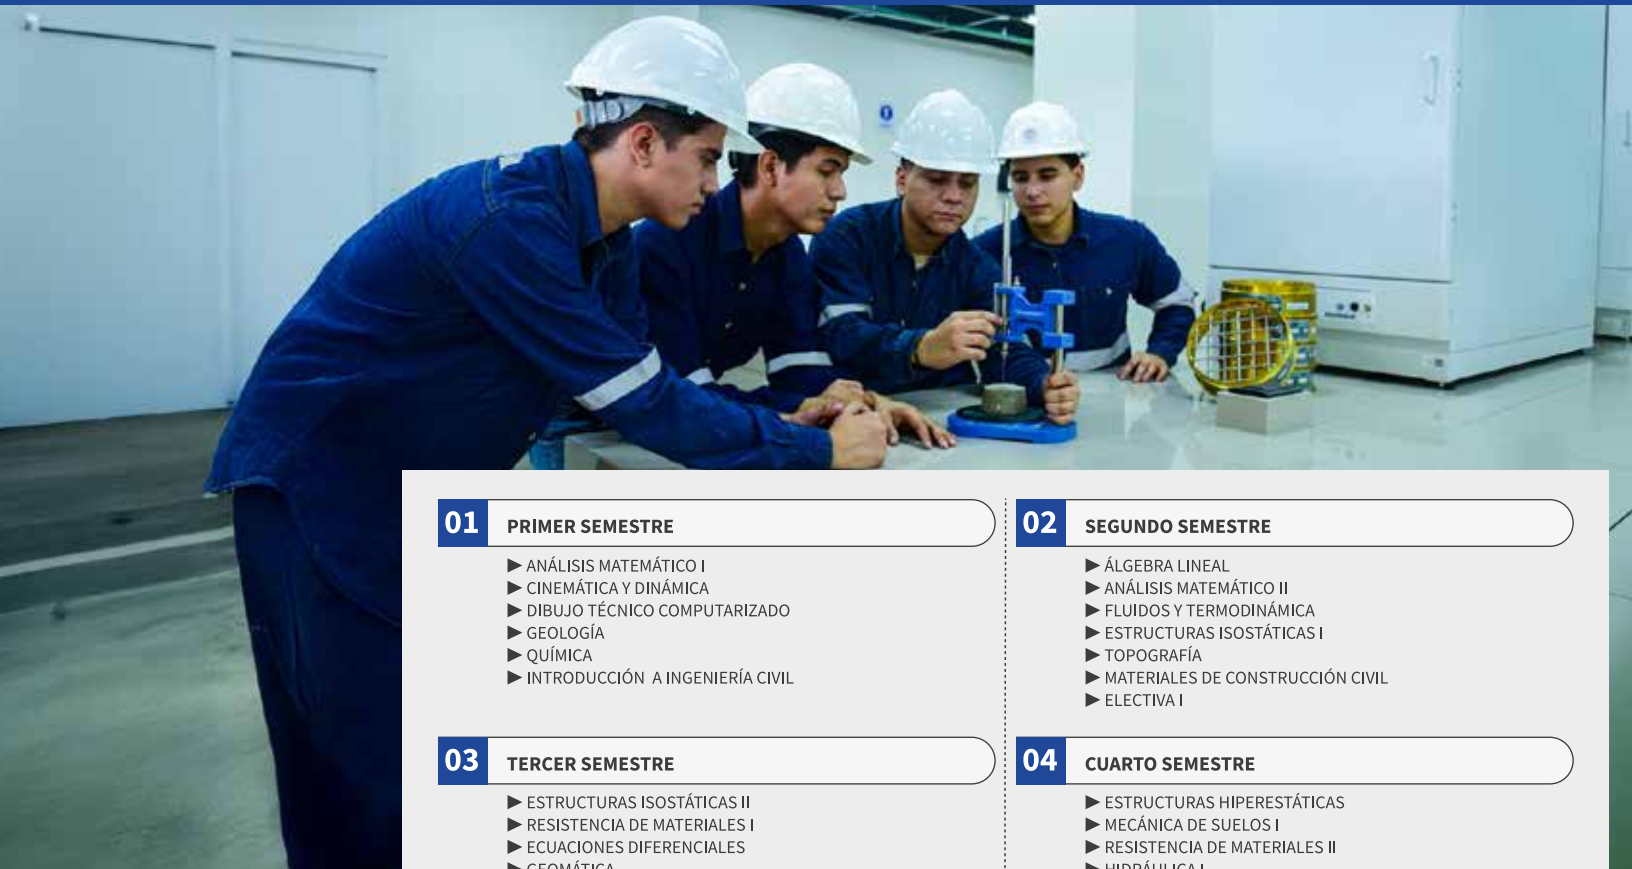 01 PRIMER SEMESTRE
▶ ANÁLISIS MATEMÁTICO I
▶ CINEMÁTICA Y DINÁMICA
▶ DIBUJO TÉCNICO COMPUTARIZADO
▶ GEOLOGÍA
▶ QUÍMICA
▶ INTRODUCCIÓN  A INGENIERÍA CIVIL
02 SEGUNDO SEMESTRE
▶ ÁLGEBRA LINEAL
▶ ANÁLISIS MATEMÁTICO II
▶ FLUIDOS Y TERMODINÁMICA
▶ ESTRUCTURAS ISOSTÁTICAS I
▶ TOPOGRAFÍA
▶ MATERIALES DE CONSTRUCCIÓN CIVIL
▶ ELECTIVA I
03 TERCER SEMESTRE
▶ ESTRUCTURAS ISOSTÁTICAS II
▶ RESISTENCIA DE MATERIALES I
▶ ECUACIONES DIFERENCIALES
▶ GEOMÁTICA
04 CUARTO SEMESTRE
▶ ESTRUCTURAS HIPERESTÁTICAS
▶ MECÁNICA DE SUELOS I
▶ RESISTENCIA DE MATERIALES II
▶ HIDRÁULICA I